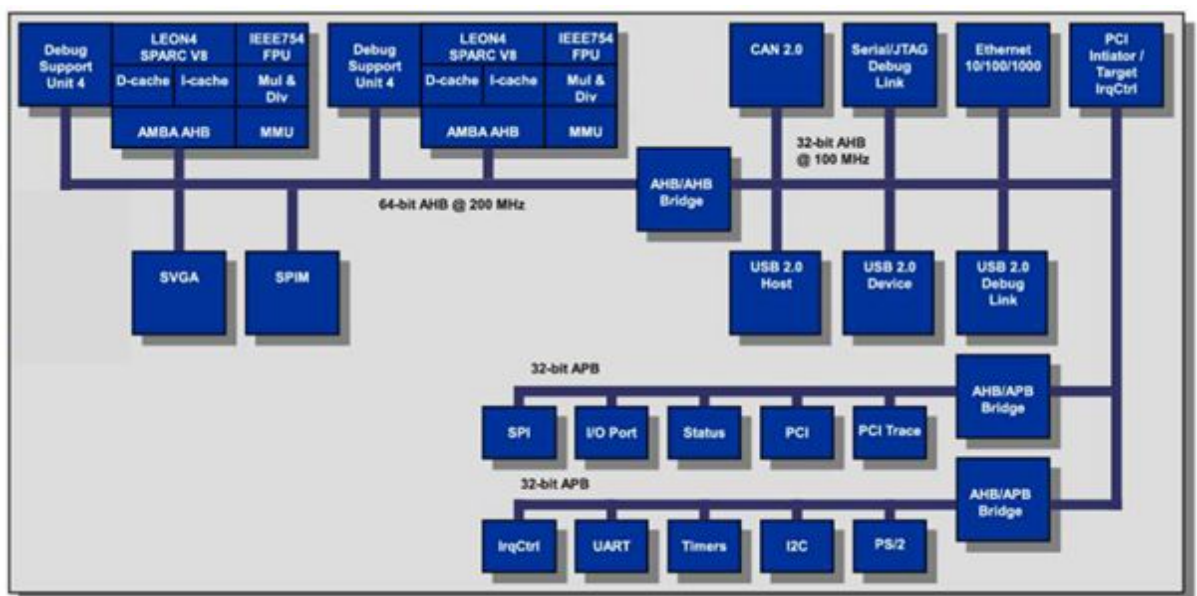 Debug
Support
Unit 4
LEON4
SPARC V8
IEEE754
FPU
D-cache
I-cache
Mul &
Div
AMBA AHB
MMU
Debug
Support
Unit 4
LEON4
SPARC V8
IEEE754
FPU
D-cache
I-cache
Mul &
Div
AMBA AHB
MMU
CAN 2.0
Serial/JTAG
Debug
Link
Ethernet
10/100/1000
PCI
Intiator /
Target
IrqCtrl
32-bit AHB
@ 100 MHz
AHB/AHB
Bridge
64-bit AHB @ 200 MHz
SVGA
SPIM
USB 2.0
Host
USB 2.0
Device
USB 2.0
Debug
Link
32-bit APB
AHB/APB
Bridge
SPI
I/O Port
Status
PCI
PCI Trace
32-bit APB
AHB/APB
Bridge
IrqCtrl
UART
Timers
I2C
PS/2